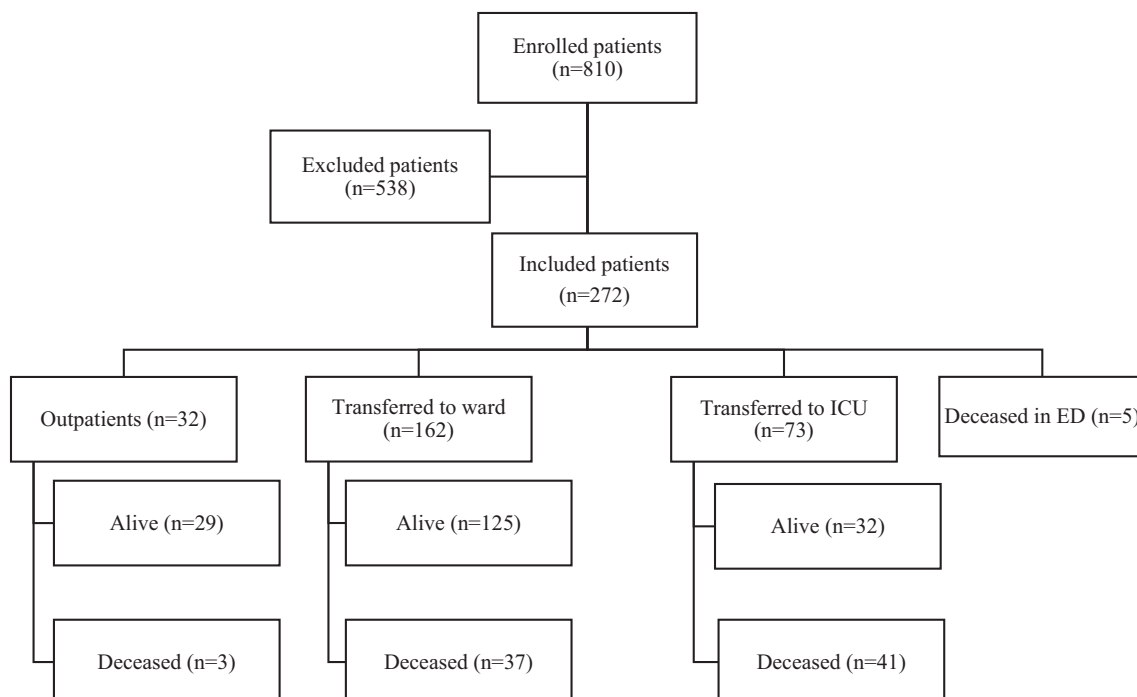 Enrolled patients
(n=810)
Excluded patients
(n=538)
Included patients
(n=272)
Outpatients (n=32)
Transferred to ward
(n=162)
Transferred to ICU
(n=73)
Deceased in ED (n=5)
Alive (n=29)
Alive (n=125)
Alive (n=32)
Deceased (n=3)
Deceased (n=37)
Deceased (n=41)